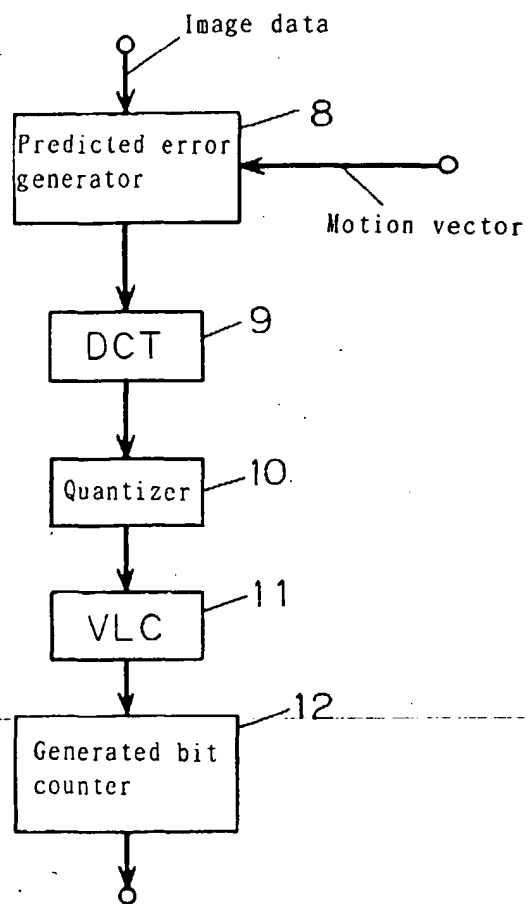 Image data
8
Predicted error
generator
Motion vector
DCT
9
Quantizer
10
VLC
11
12
Generated bit
counter